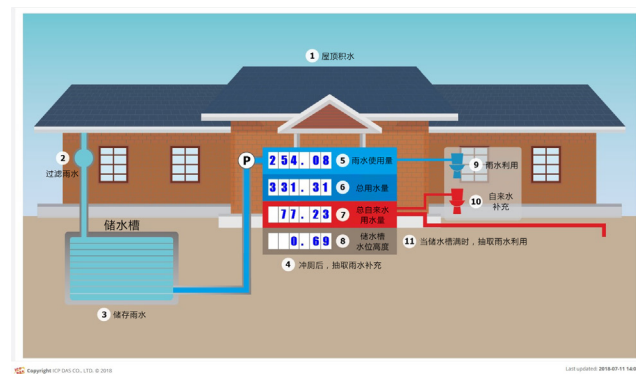 1 屋顶积水
2
过滤雨水
P
254.08 5 雨水使用量
331.31 6 总用水量
77.23 7 总自来水
用水量
0.69 8 储水槽
水位高度
9 雨水利用
10 自来水
补充
储水槽
11 当储水槽满时，抽取雨水利用
4 冲厕后，抽取雨水补充
3 储存雨水
Copyright ICP DAS CO., LTD. © 2018
Last updated: 2018-07-11 14:0